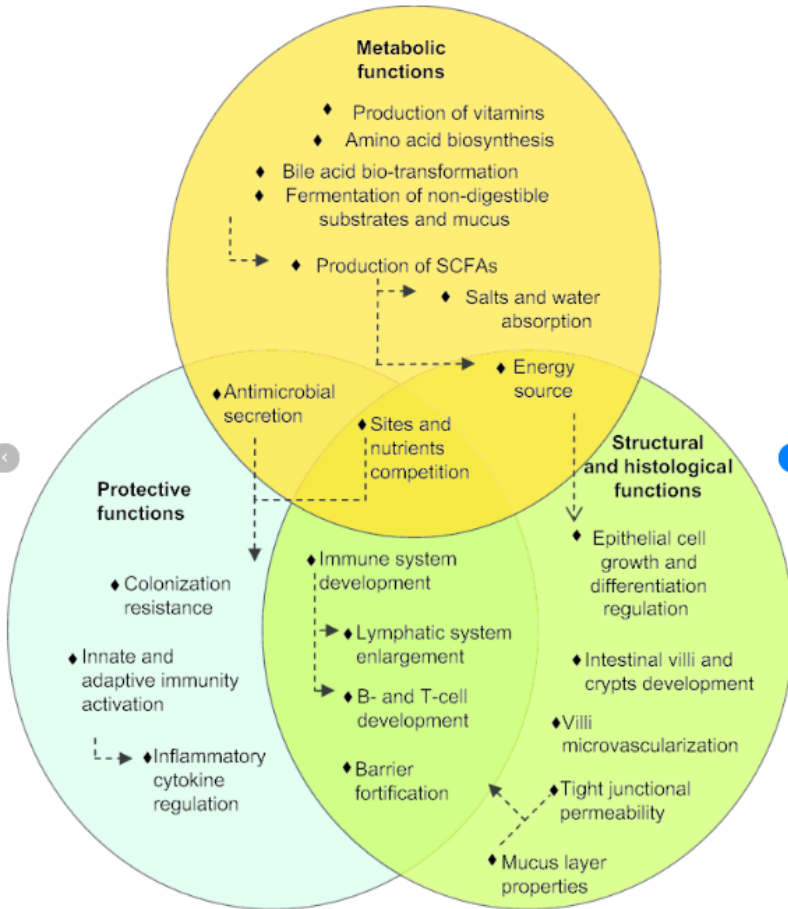 Metabolic
functions
♦ Production of vitamins
♦ Amino acid biosynthesis
♦ Bile acid bio-transformation
♦ Fermentation of non-digestible
substrates and mucus
♦ Production of SCFAs
♦ Salts and water
absorption
♦ Energy
source
♦ Antimicrobial
secretion
♦ Sites and
nutrients
competition
Protective
functions
♦ Colonization
resistance
♦ Innate and
adaptive immunity
activation
♦ Inflammatory
cytokine
regulation
♦ Immune system
development
♦ Lymphatic system
enlargement
♦ B- and T-cell
development
♦ Barrier
fortification
Structural
and histological
functions
♦ Epithelial cell
growth and
differentiation
regulation
♦ Intestinal villi and
crypts development
♦ Villi
microvascularization
♦ Tight junctional
permeability
♦ Mucus layer
properties